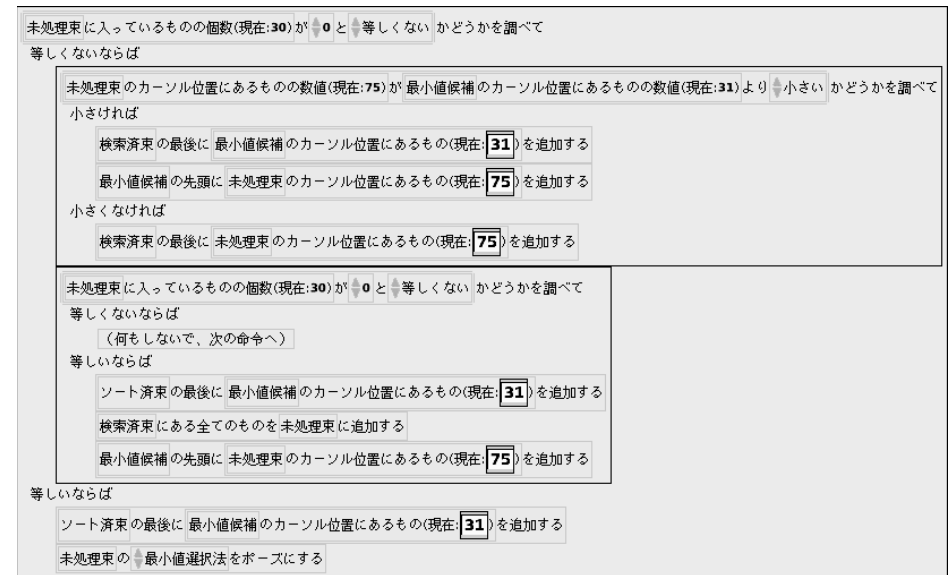 未処理束に入っているものの個数(現在:30)が 0 と 等しくない かどうかを調べて
等しくないならば
未処理束のカーソル位置にあるものの数値(現在:75)が 最小値候補のカーソル位置にあるものの数値(現在:31)より 小さい かどうかを調べて
小さければ
検索済束の最後に 最小値候補のカーソル位置にあるもの(現在:31)を追加する
最小値候補の先頭に 未処理束のカーソル位置にあるもの(現在:75)を追加する
小さくなければ
検索済束の最後に 未処理束のカーソル位置にあるもの(現在:75)を追加する
未処理束に入っているものの個数(現在:30)が 0 と 等しくない かどうかを調べて
等しくないならば
(何もしないで、次の命令へ)
等しいならば
ソート済束の最後に 最小値候補のカーソル位置にあるもの(現在:31)を追加する
検索済束にある全てのものを未処理束に追加する
最小値候補の先頭に 未処理束のカーソル位置にあるもの(現在:75)を追加する
等しいならば
ソート済束の最後に 最小値候補のカーソル位置にあるもの(現在:31)を追加する
未処理束の 最小値選択法をポーズにする